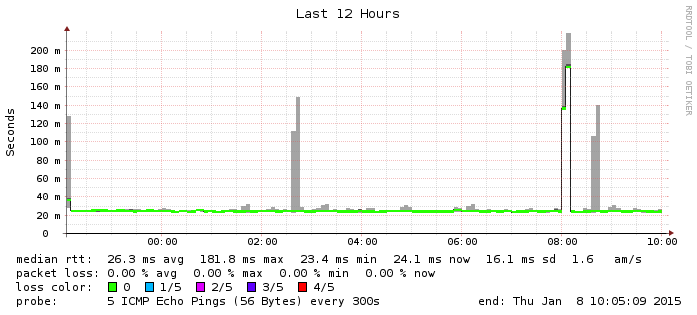 Last 12 Hours
RRDTOOL / TOBI OETIKER
Seconds
200 m
180 m
160 m
140 m
120 m
100 m
80 m
60 m
40 m
20 m
0
00:00 02:00 04:00 06:00 08:00 10:00
median rtt: 26.3 ms avg 181.8 ms max 23.4 ms min 24.1 ms now 16.1 ms sd 1.6 am/s
packet loss: 0.00 % avg 0.00 % max 0.00 % min 0.00 % now
loss color: 0 1/5 2/5 3/5 4/5
probe: 5 ICMP Echo Pings (56 Bytes) every 300s end: Thu Jan 8 10:05:09 2015